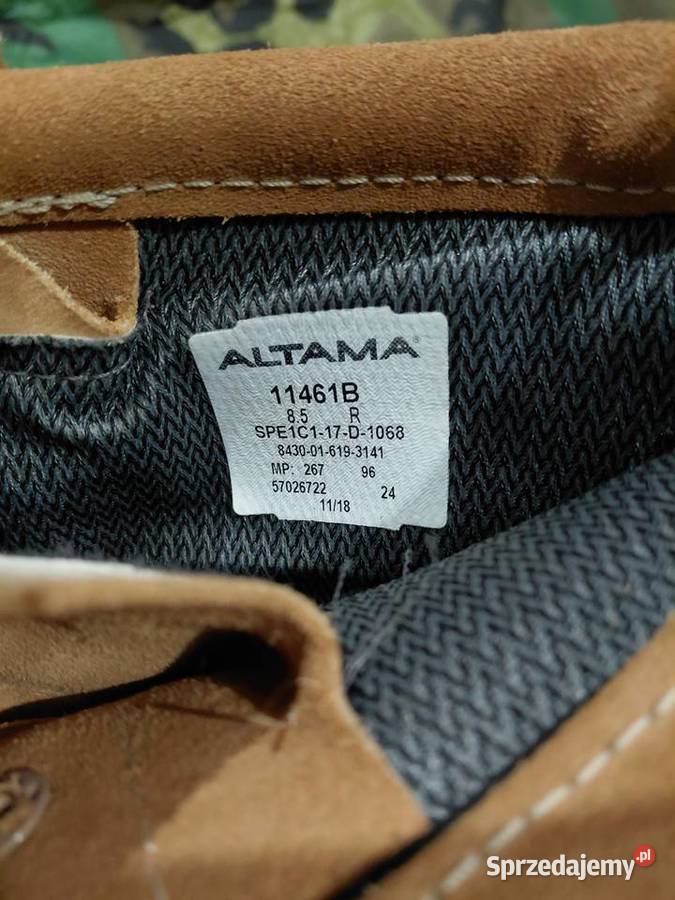 ALTAMA®
11461B
8.5 R
SPE1C1-17-D-1068
8430-01-619-3141
MP: 267 96
57026722 24
11/18
Sprzedajemy.pl